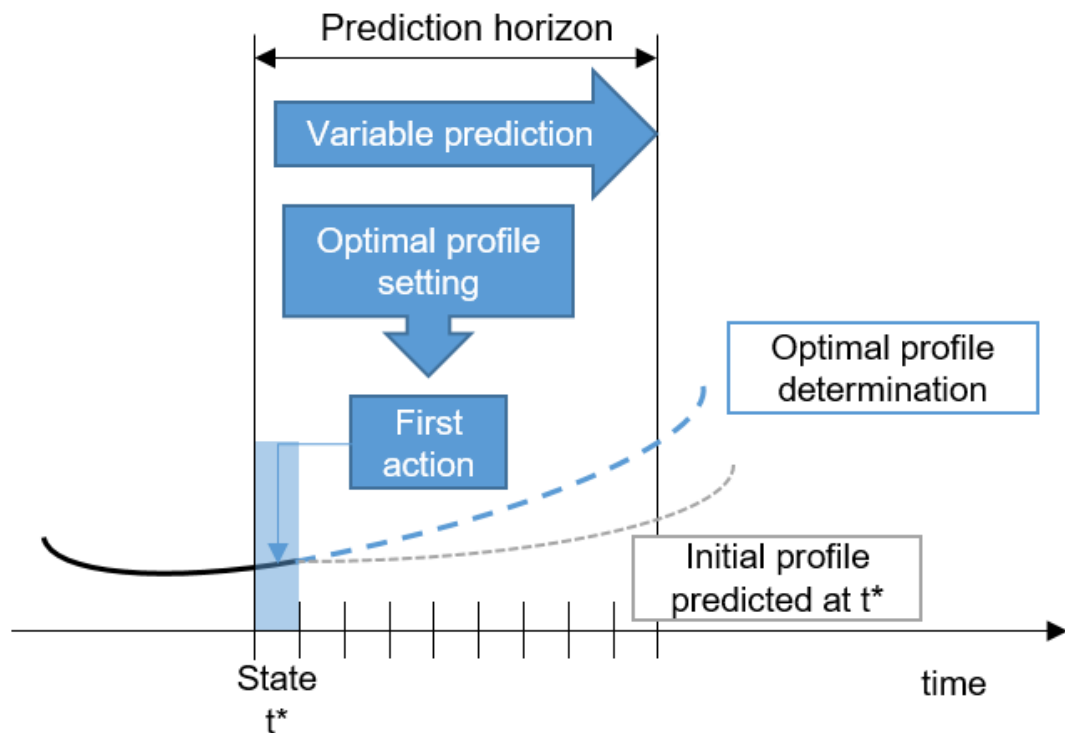 Prediction horizon
Variable prediction
Optimal profile
setting
Optimal profile
determination
First
action
Initial profile
predicted at t*
State
t*
time